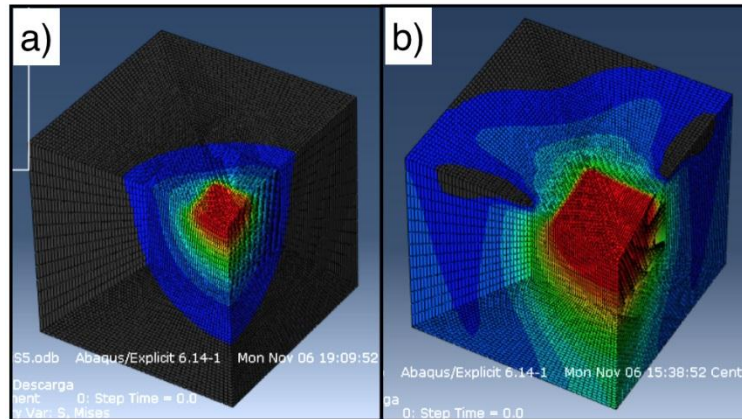 a)
S5.odb Abaqus/Explicit 6.14-1 Mon Nov 06 19:09:52
Descarga
ment 0: Step Time = 0.0
y Var: S, Mises
b)
Abaqus/Explicit 6.14-1 Mon Nov 06 15:38:52 Cent
ga
0: Step Time = 0.0